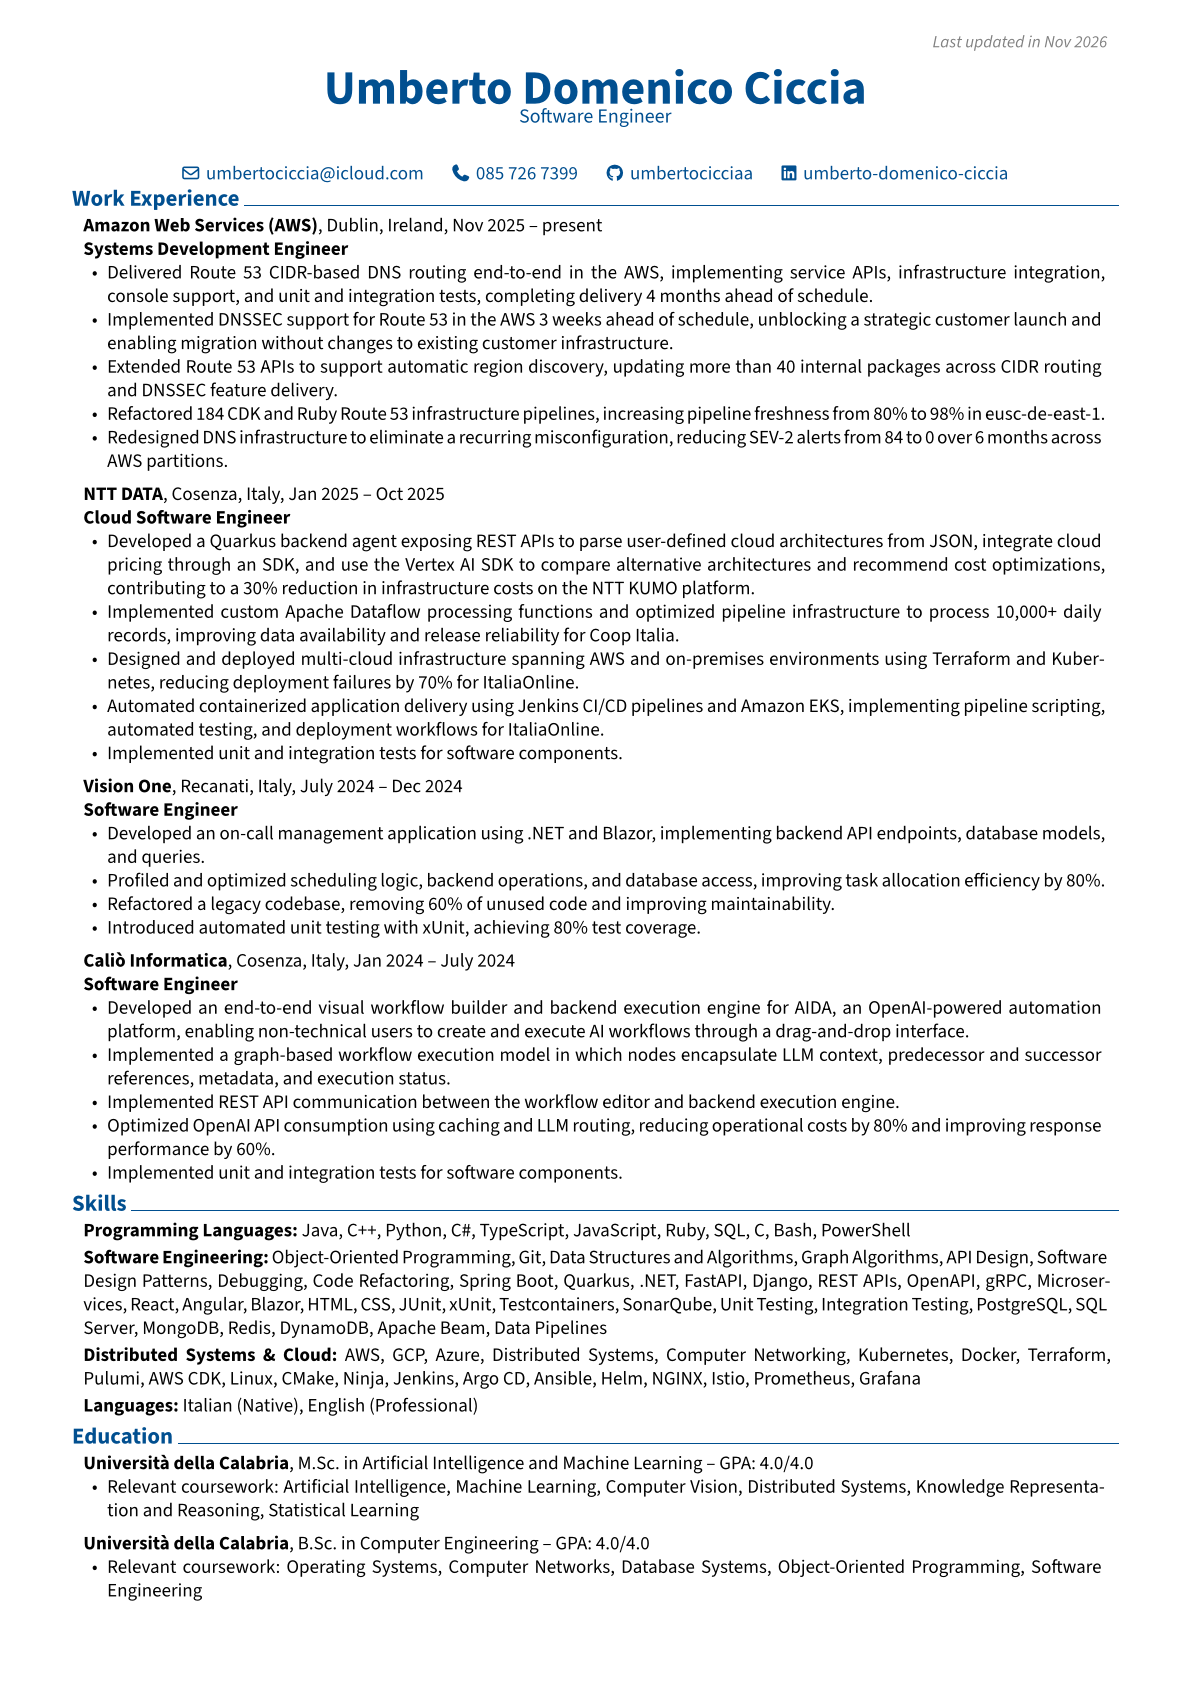 Last updated in Nov 2026
Umberto Domenico Ciccia
Software Engineer
umbertociccia@icloud.com 085 726 7399 umbertocicciaa umberto-domenico-ciccia
Work Experience
Amazon Web Services (AWS), Dublin, Ireland, Nov 2025 – present
Systems Development Engineer
• Delivered Route 53 CIDR-based DNS routing end-to-end in the AWS, implementing service APIs, infrastructure integration,
console support, and unit and integration tests, completing delivery 4 months ahead of schedule.
• Implemented DNSSEC support for Route 53 in the AWS 3 weeks ahead of schedule, unblocking a strategic customer launch and
enabling migration without changes to existing customer infrastructure.
• Extended Route 53 APIs to support automatic region discovery, updating more than 40 internal packages across CIDR routing
and DNSSEC feature delivery.
• Refactored 184 CDK and Ruby Route 53 infrastructure pipelines, increasing pipeline freshness from 80% to 98% in eusc-de-east-1.
• Redesigned DNS infrastructure to eliminate a recurring misconfiguration, reducing SEV-2 alerts from 84 to 0 over 6 months across
AWS partitions.
NTT DATA, Cosenza, Italy, Jan 2025 – Oct 2025
Cloud Software Engineer
• Developed a Quarkus backend agent exposing REST APIs to parse user-defined cloud architectures from JSON, integrate cloud
pricing through an SDK, and use the Vertex AI SDK to compare alternative architectures and recommend cost optimizations,
contributing to a 30% reduction in infrastructure costs on the NTT KUMO platform.
• Implemented custom Apache Dataflow processing functions and optimized pipeline infrastructure to process 10,000+ daily
records, improving data availability and release reliability for Coop Italia.
• Designed and deployed multi-cloud infrastructure spanning AWS and on-premises environments using Terraform and Kuber-
netes, reducing deployment failures by 70% for ItaliaOnline.
• Automated containerized application delivery using Jenkins CI/CD pipelines and Amazon EKS, implementing pipeline scripting,
automated testing, and deployment workflows for ItaliaOnline.
• Implemented unit and integration tests for software components.
Vision One, Recanati, Italy, July 2024 – Dec 2024
Software Engineer
• Developed an on-call management application using .NET and Blazor, implementing backend API endpoints, database models,
and queries.
• Profiled and optimized scheduling logic, backend operations, and database access, improving task allocation efficiency by 80%.
• Refactored a legacy codebase, removing 60% of unused code and improving maintainability.
• Introduced automated unit testing with xUnit, achieving 80% test coverage.
Caliò Informatica, Cosenza, Italy, Jan 2024 – July 2024
Software Engineer
• Developed an end-to-end visual workflow builder and backend execution engine for AIDA, an OpenAI-powered automation
platform, enabling non-technical users to create and execute AI workflows through a drag-and-drop interface.
• Implemented a graph-based workflow execution model in which nodes encapsulate LLM context, predecessor and successor
references, metadata, and execution status.
• Implemented REST API communication between the workflow editor and backend execution engine.
• Optimized OpenAI API consumption using caching and LLM routing, reducing operational costs by 80% and improving response
performance by 60%.
• Implemented unit and integration tests for software components.
Skills
Programming Languages: Java, C++, Python, C#, TypeScript, JavaScript, Ruby, SQL, C, Bash, PowerShell
Software Engineering: Object-Oriented Programming, Git, Data Structures and Algorithms, Graph Algorithms, API Design, Software
Design Patterns, Debugging, Code Refactoring, Spring Boot, Quarkus, .NET, FastAPI, Django, REST APIs, OpenAPI, gRPC, Microser-
vices, React, Angular, Blazor, HTML, CSS, JUnit, xUnit, Testcontainers, SonarQube, Unit Testing, Integration Testing, PostgreSQL, SQL
Server, MongoDB, Redis, DynamoDB, Apache Beam, Data Pipelines
Distributed Systems & Cloud: AWS, GCP, Azure, Distributed Systems, Computer Networking, Kubernetes, Docker, Terraform,
Pulumi, AWS CDK, Linux, CMake, Ninja, Jenkins, Argo CD, Ansible, Helm, NGINX, Istio, Prometheus, Grafana
Languages: Italian (Native), English (Professional)
Education
Università della Calabria, M.Sc. in Artificial Intelligence and Machine Learning – GPA: 4.0/4.0
• Relevant coursework: Artificial Intelligence, Machine Learning, Computer Vision, Distributed Systems, Knowledge Representa-
tion and Reasoning, Statistical Learning
Università della Calabria, B.Sc. in Computer Engineering – GPA: 4.0/4.0
• Relevant coursework: Operating Systems, Computer Networks, Database Systems, Object-Oriented Programming, Software
Engineering